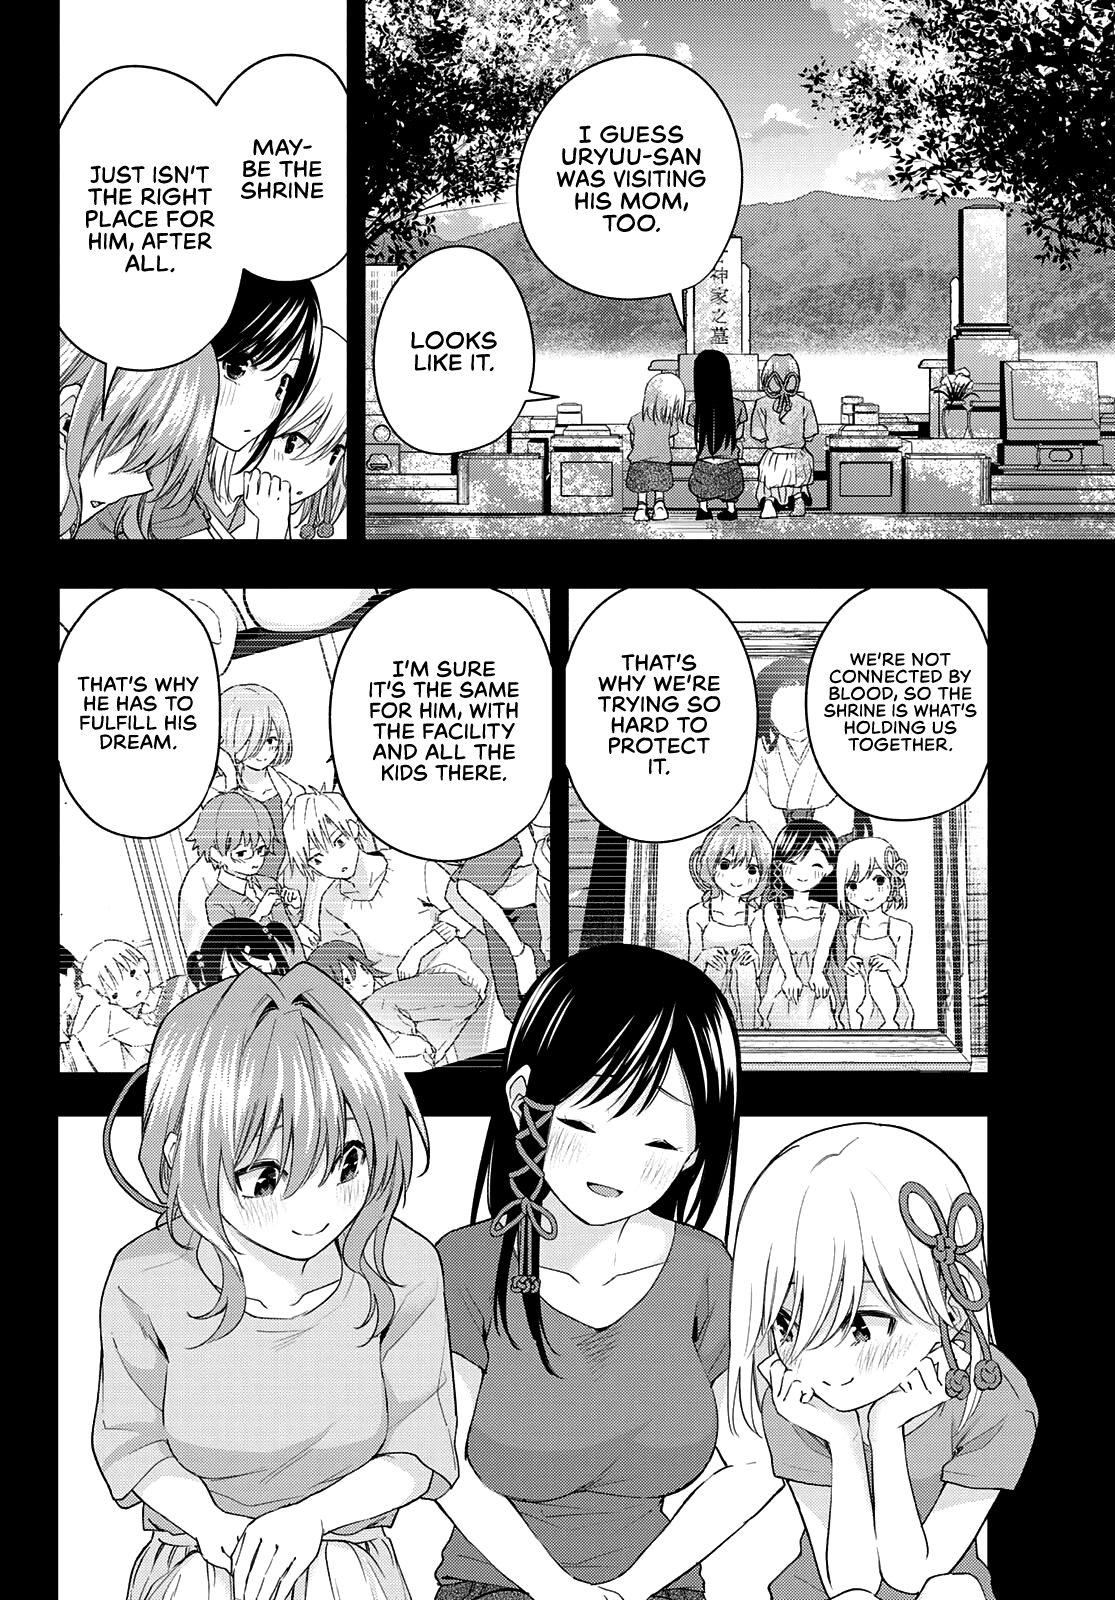 I GUESS
URYUU-SAN
WAS VISITING
HIS MOM,
TOO.
LOOKS
LIKE IT.
神家之墓
MAY-
BE THE
SHRINE
JUST ISN'T
THE RIGHT
PLACE FOR
HIM, AFTER
ALL.
WE'RE NOT
CONNECTED BY
BLOOD, SO THE
SHRINE IS WHAT'S
HOLDING US
TOGETHER.
THAT'S
WHY WE'RE
TRYING SO
HARD TO
PROTECT
IT.
I'M SURE
IT'S THE SAME
FOR HIM, WITH
THE FACILITY
AND ALL THE
KIDS THERE.
THAT'S WHY
HE HAS TO
FULFILL HIS
DREAM.